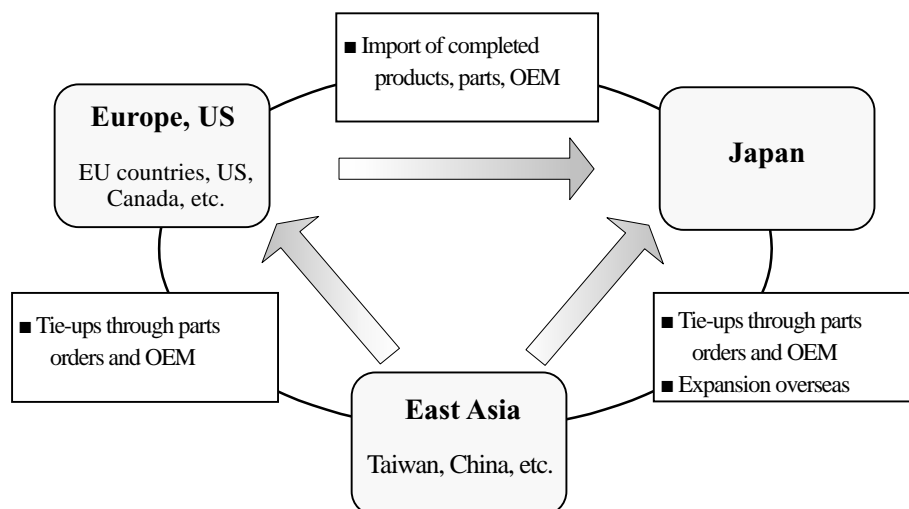 ■ Import of completed
products, parts, OEM
Europe, US
EU countries, US,
Canada, etc.
Japan
■ Tie-ups through parts
orders and OEM
■ Tie-ups through parts
orders and OEM
■ Expansion overseas
East Asia
Taiwan, China, etc.